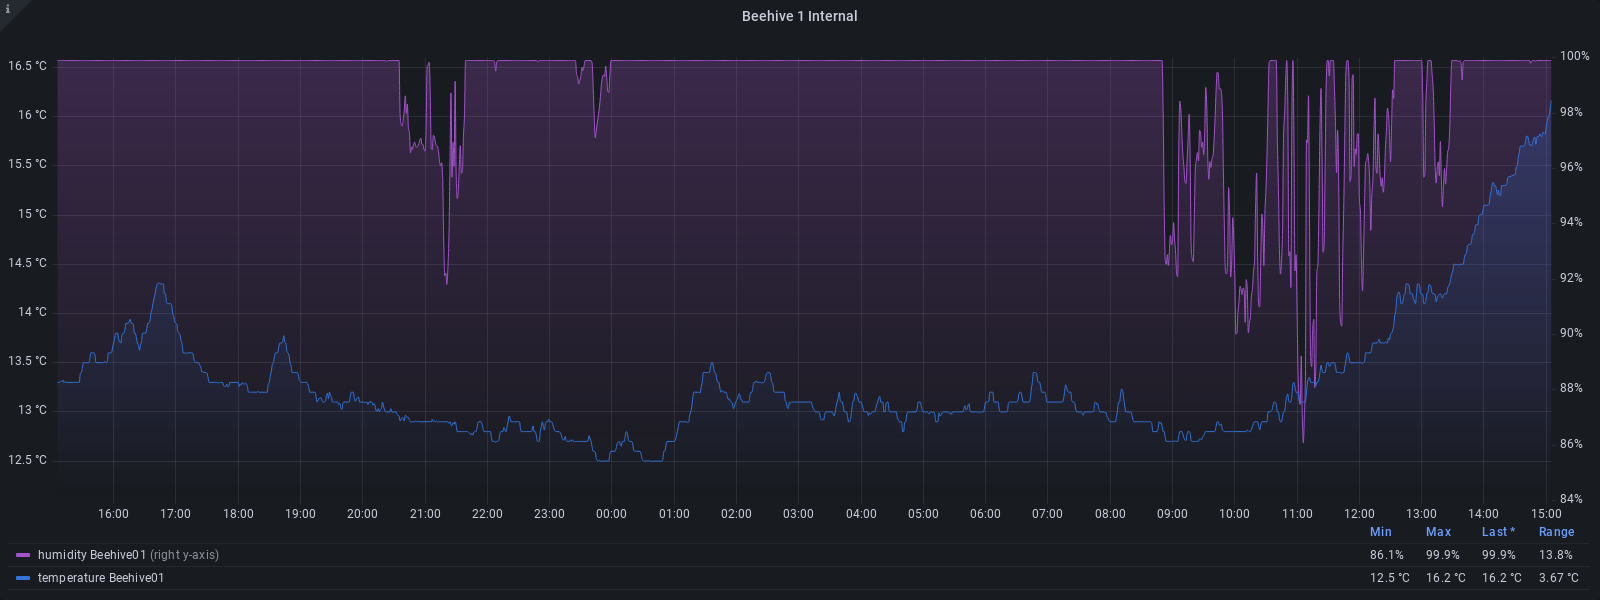 i
Beehive 1 Internal
16.5 °C
16 °C
15.5 °C
15 °C
14.5 °C
14 °C
13.5 °C
13 °C
12.5 °C
100%
98%
96%
94%
92%
90%
88%
86%
84%
16:00 17:00 18:00 19:00 20:00 21:00 22:00 23:00 00:00 01:00 02:00 03:00 04:00 05:00 06:00 07:00 08:00 09:00 10:00 11:00 12:00 13:00 14:00 15:00
Min Max Last * Range
humidity Beehive01 (right y-axis) 86.1% 99.9% 99.9% 13.8%
temperature Beehive01 12.5 °C 16.2 °C 16.2 °C 3.67 °C